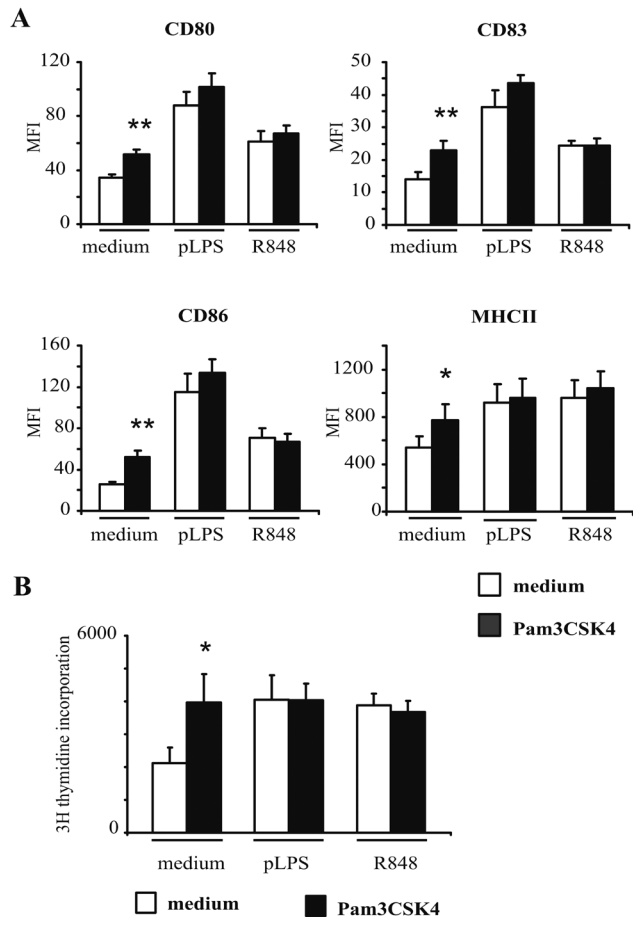 A
CD80
120
80
40
0
MFI
**
medium pLPS R848
CD83
50
40
30
20
10
0
MFI
**
medium pLPS R848
CD86
160
120
80
40
0
MFI
**
medium pLPS R848
MHCII
1200
800
400
MFI
*
medium pLPS R848
medium
Pam3CSK4
B
6000
0
3H thymidine incorporation
*
medium pLPS R848
medium Pam3CSK4